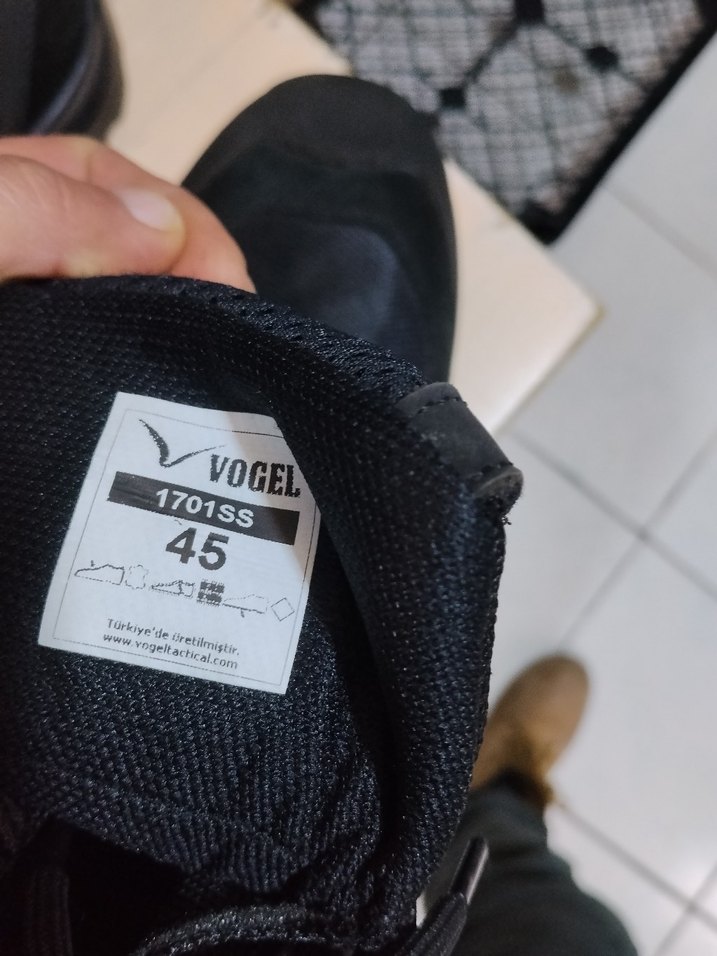 VOGEL
1701SS
45
Türkiye'de üretilmiştir.
www.vogeltactical.com